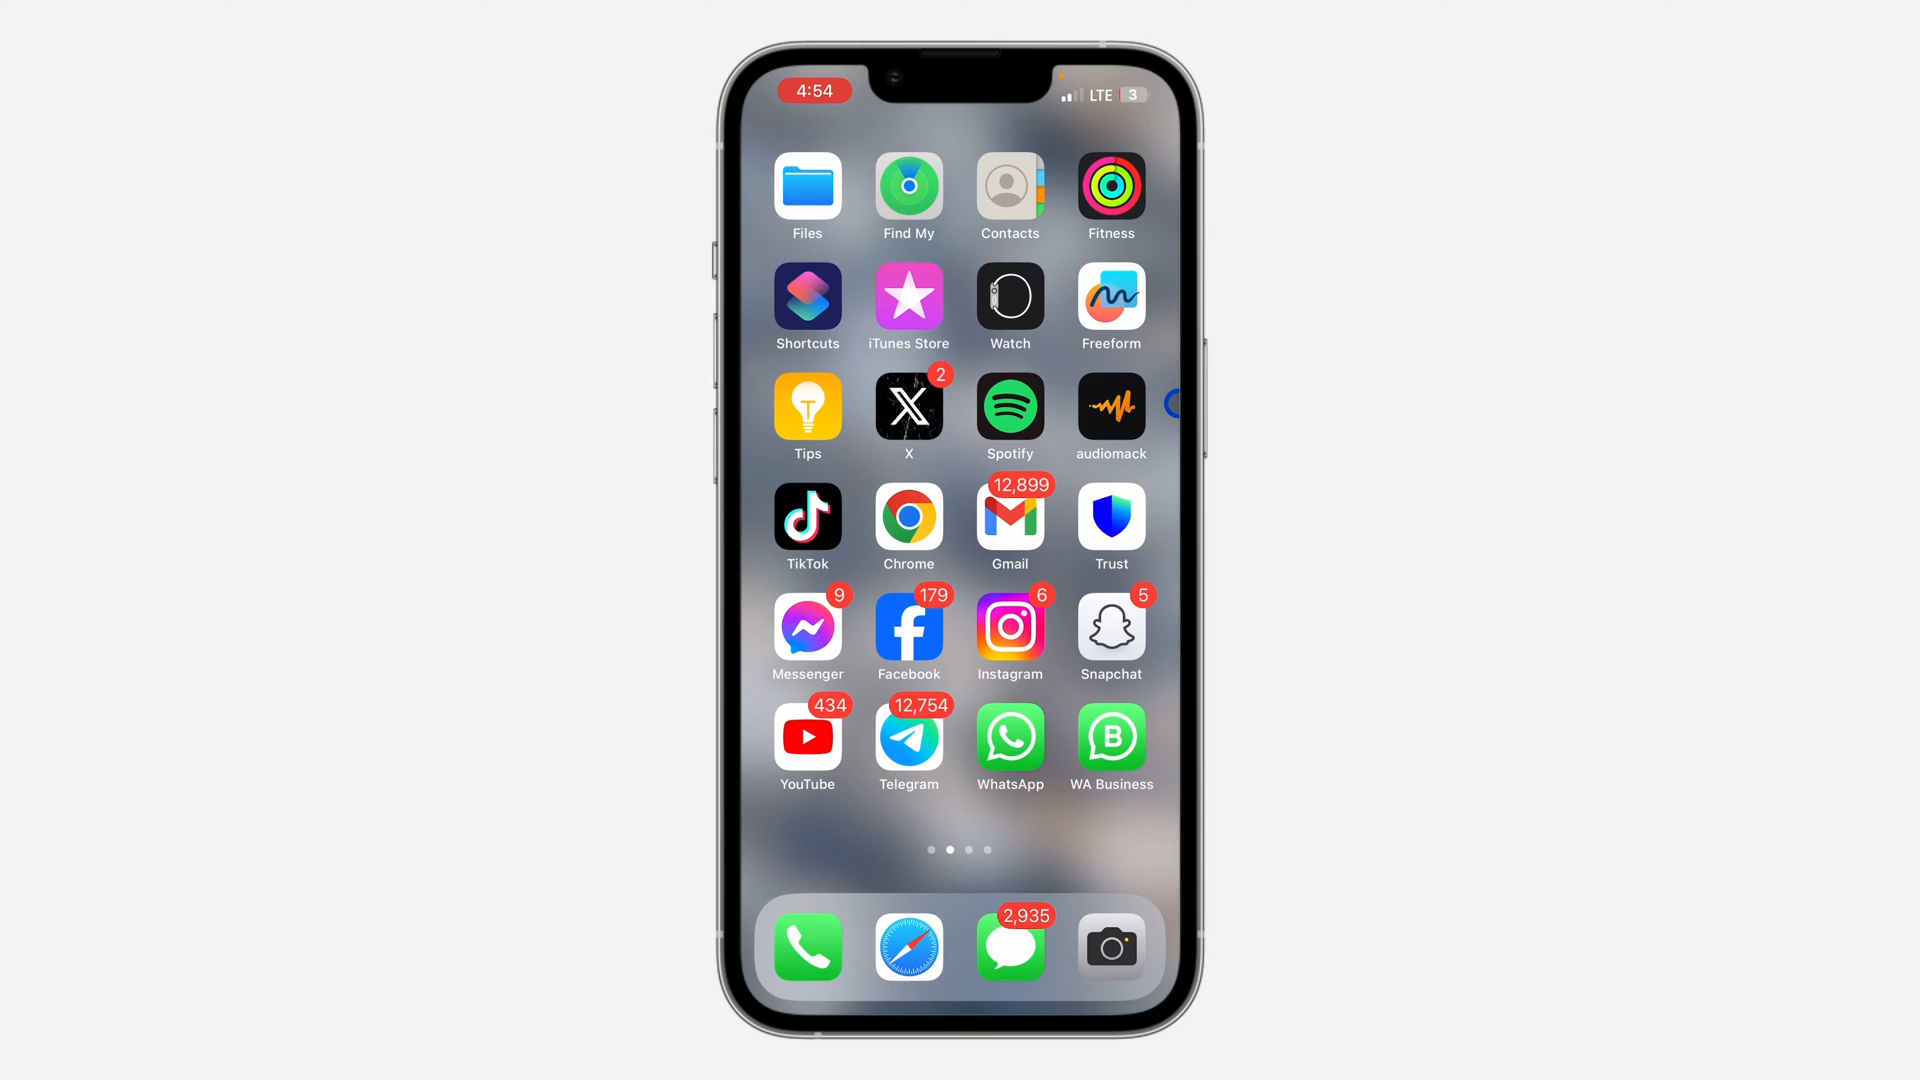 4:54
LTE 3
Files Find My Contacts Fitness
Shortcuts iTunes Store Watch Freeform
2
Tips X Spotify audiomack
12,899
TikTok Chrome Gmail Trust
9 179 6 5
Messenger Facebook Instagram Snapchat
434 12,754
B
YouTube Telegram WhatsApp WA Business
2,935